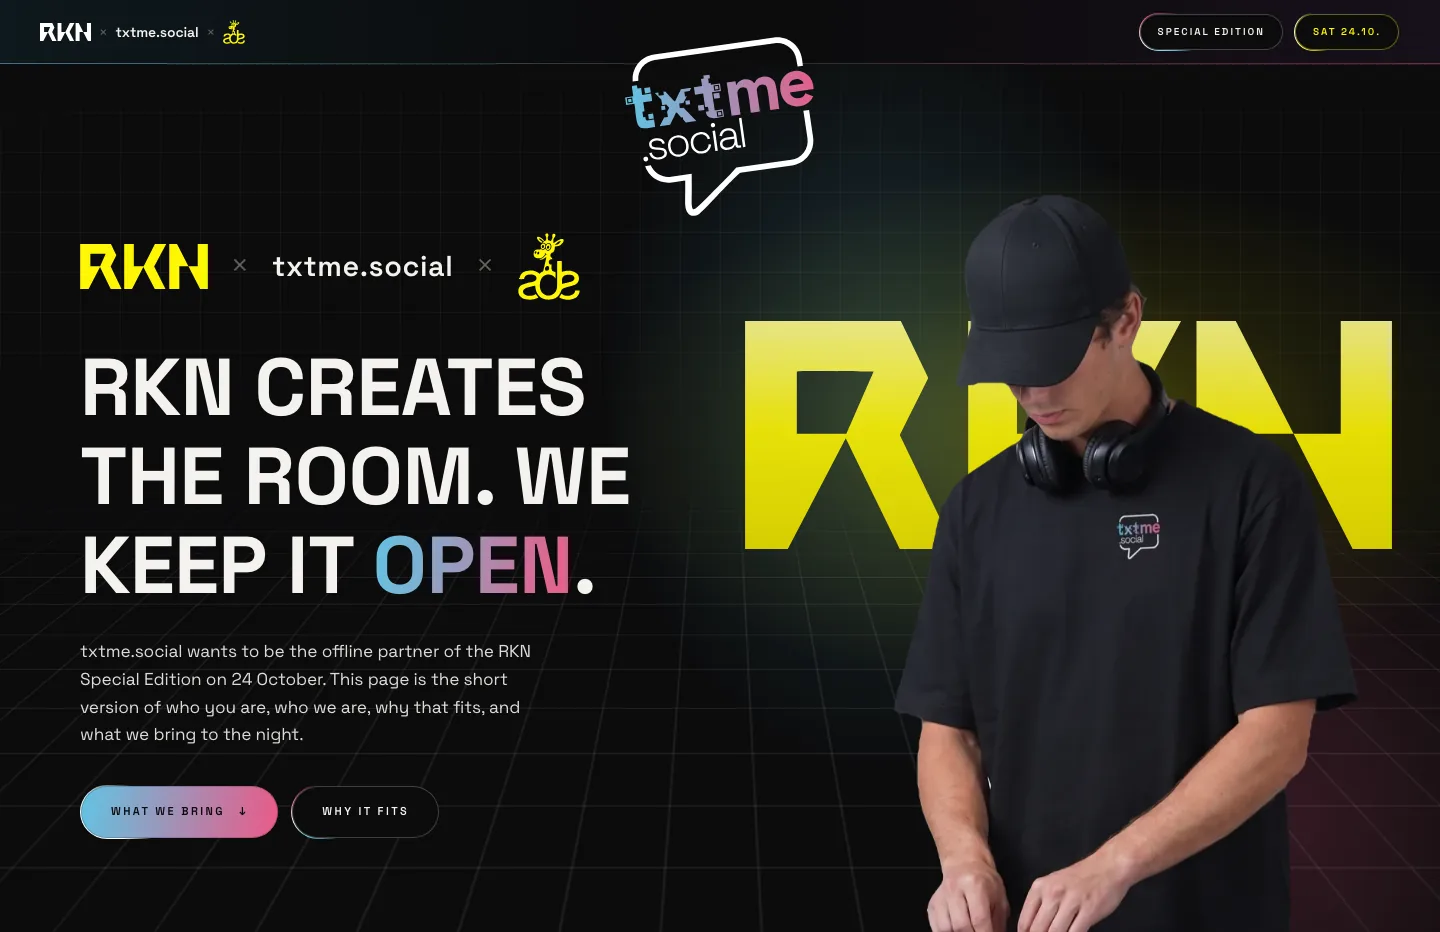 RKN × txtme.social × ade
SPECIAL EDITION
SAT 24.10.
txtme
.social
RKN × txtme.social × ade
RKN CREATES
THE ROOM. WE
KEEP IT OPEN.
RKN
txtme
social
txtme.social wants to be the offline partner of the RKN
Special Edition on 24 October. This page is the short
version of who you are, who we are, why that fits, and
what we bring to the night.
WHAT WE BRING ↓
WHY IT FITS